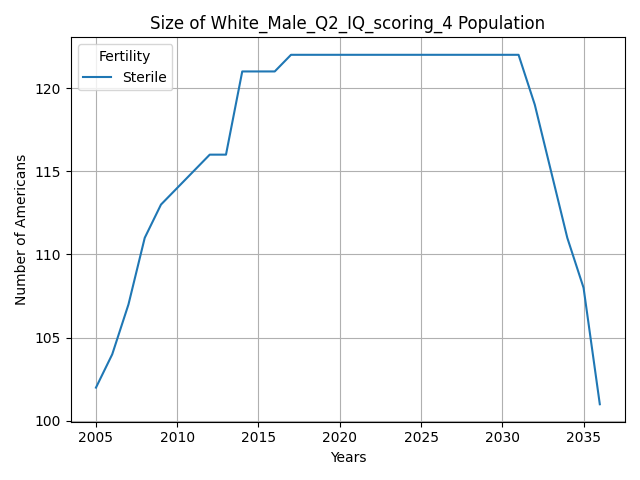 Size of White_Male_Q2_IQ_scoring_4 Population
Fertility
Sterile
120
115
110
105
100
Number of Americans
2005 2010 2015 2020 2025 2030 2035
Years